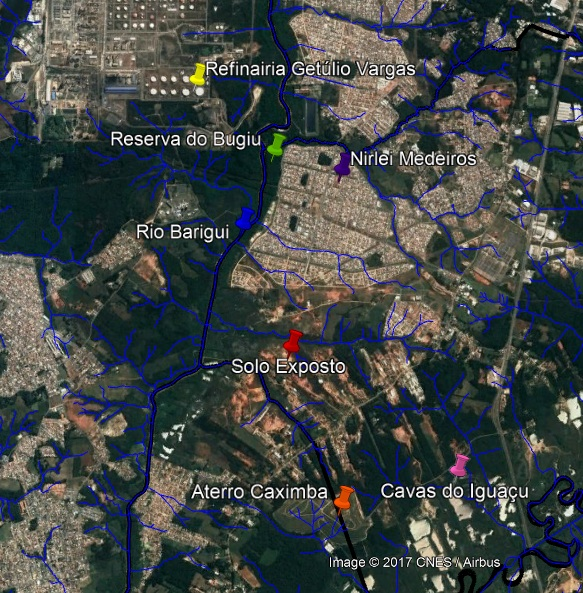 Refinairia Getúlio Vargas
Reserva do Bugiu
Nirlei Medeiros
Rio Barigui
Solo Exposto
Aterro Caximba
Cavas do Iguaçu
Image © 2017 CNES / Airbus